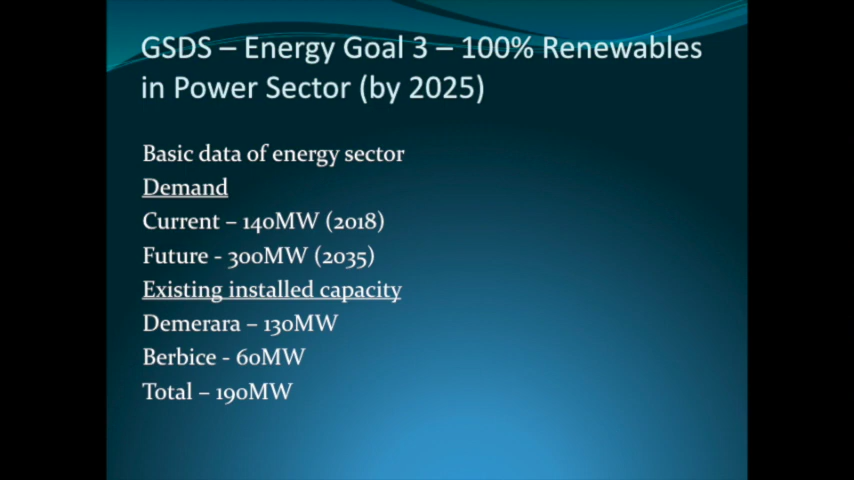 GSDS – Energy Goal 3 – 100% Renewables
in Power Sector (by 2025)
Basic data of energy sector
Demand
Current – 140MW (2018)
Future - 300MW (2035)
Existing installed capacity
Demerara – 130MW
Berbice - 60MW
Total – 190MW